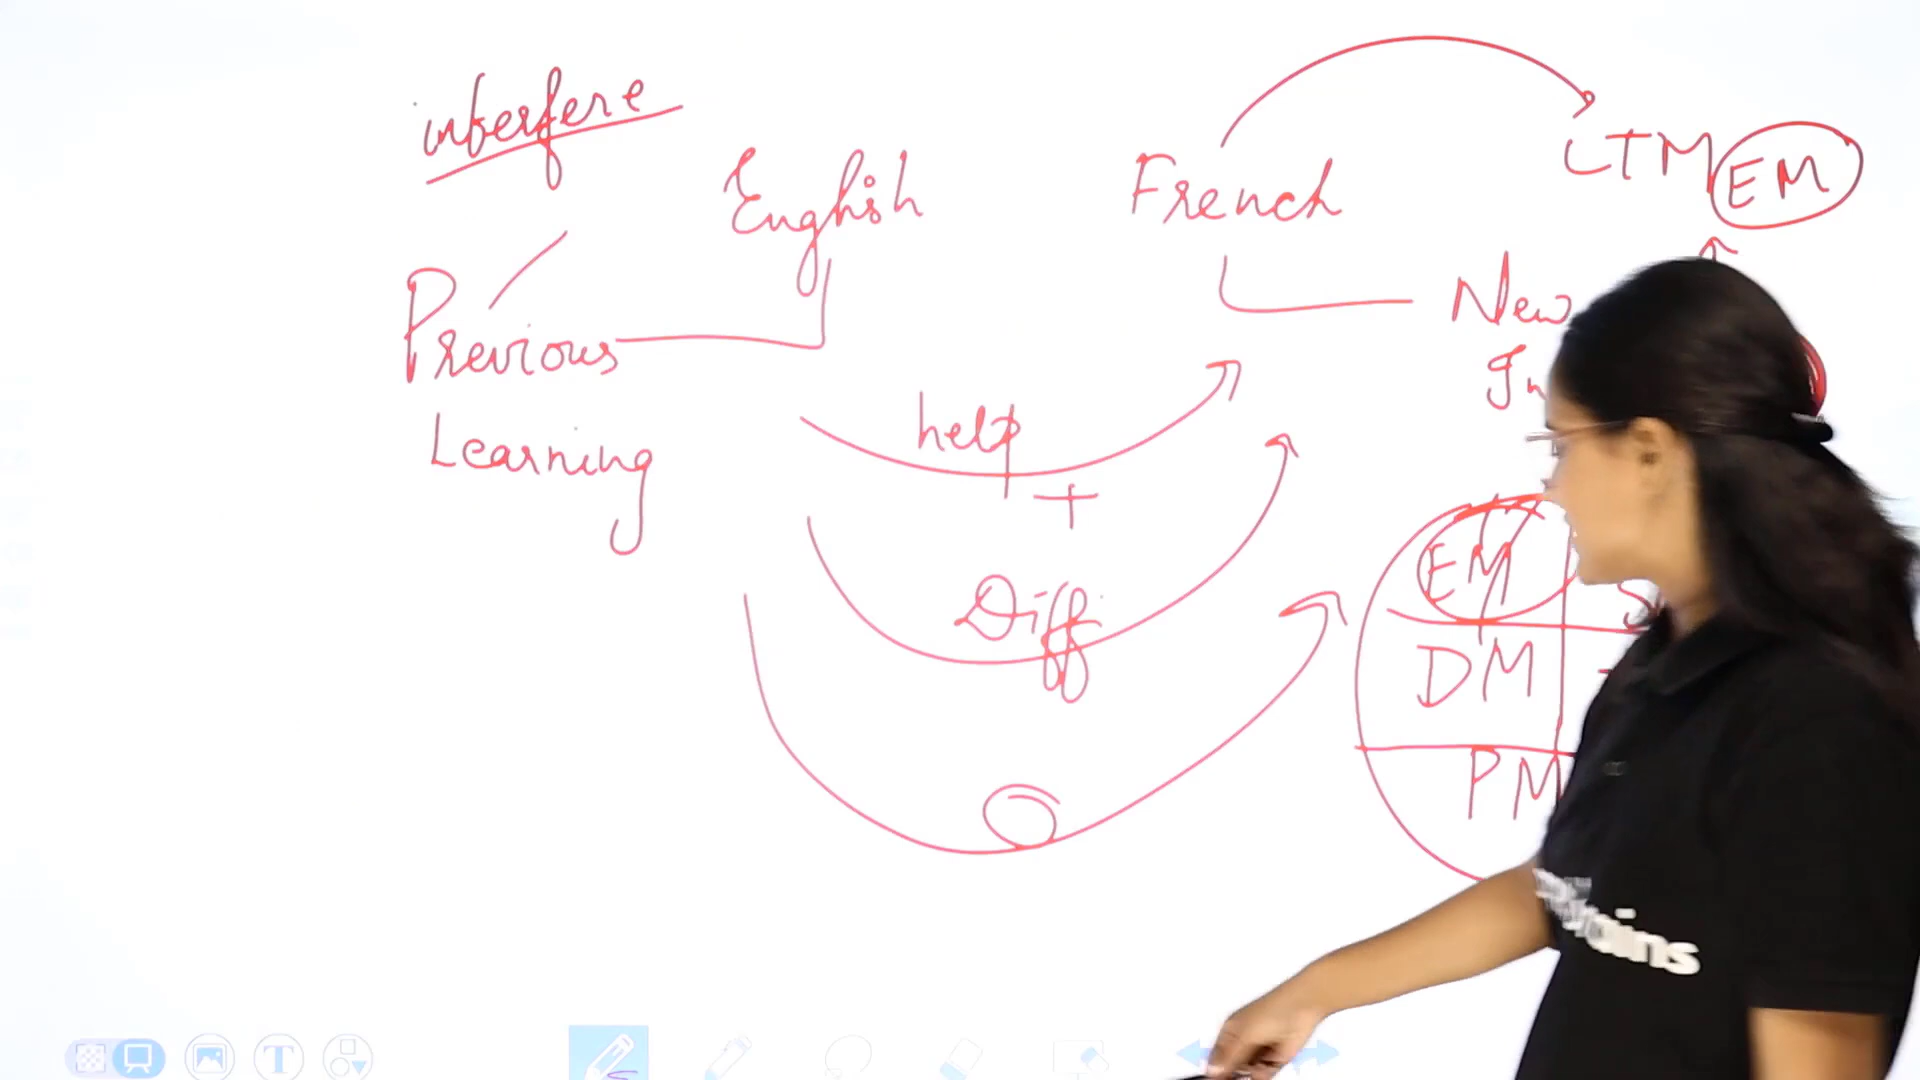 interfere
English
French
LTM
EM
Previous
Learning
New
help
+
Diff
O
EM
DM
PM
T